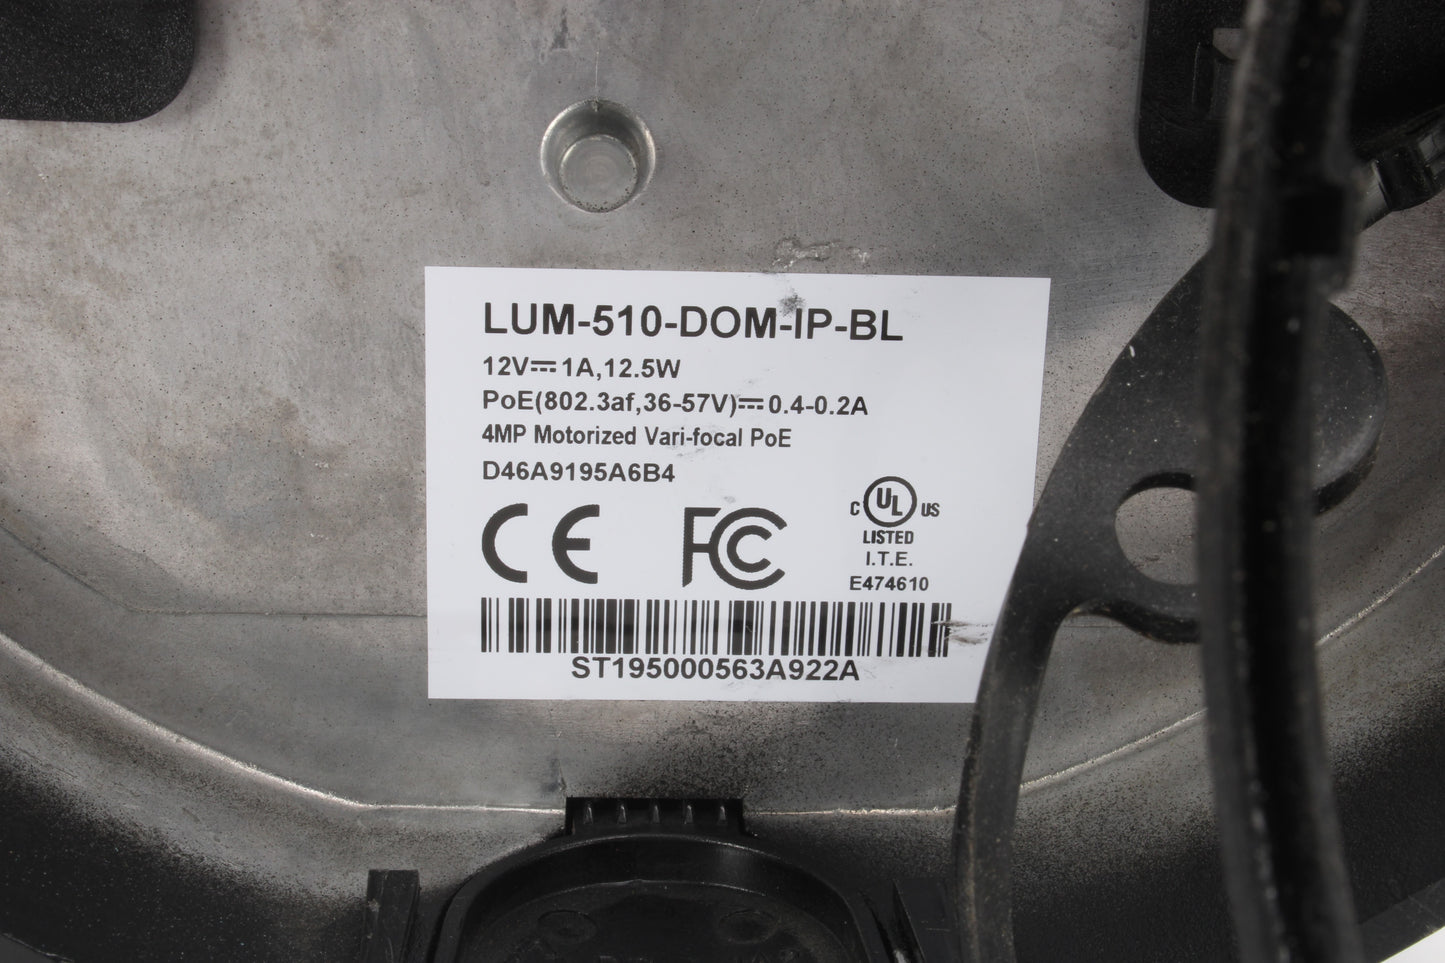 LUM-510-DOM-IP-BL
12V⎓1A,12.5W
PoE(802.3af,36-57V)⎓0.4-0.2A
4MP Motorized Vari-focal PoE
D46A9195A6B4
CE FC C UL US
LISTED
I.T.E.
E474610
ST195000563A922A